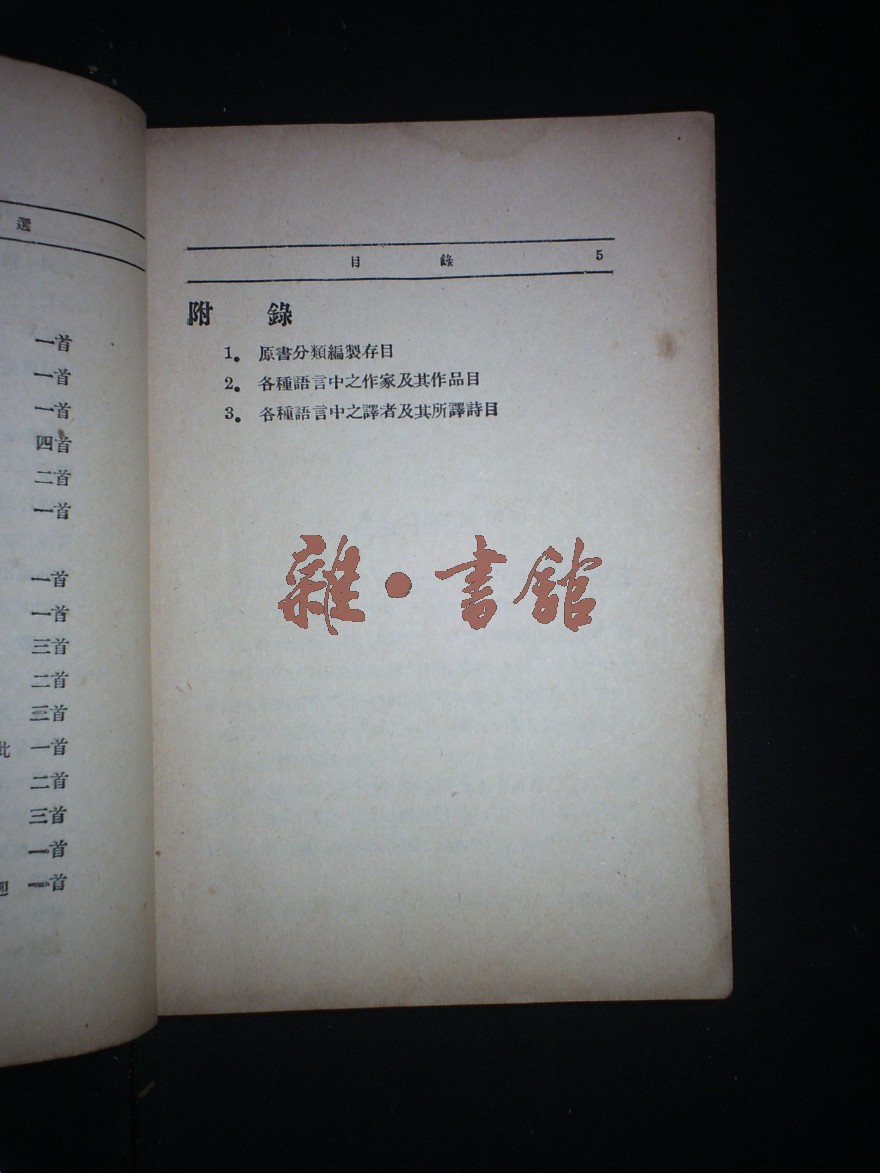 選
一首
一首
一首
四首
二首
一首
一首
一首
三首
二首
三首
批 一首
二首
三首
一首
一首
目 錄 5
附 錄
1. 原書分類編製存目
2. 各種語言中之作家及其作品目
3. 各種語言中之譯者及其所譯詩目
雜•書館